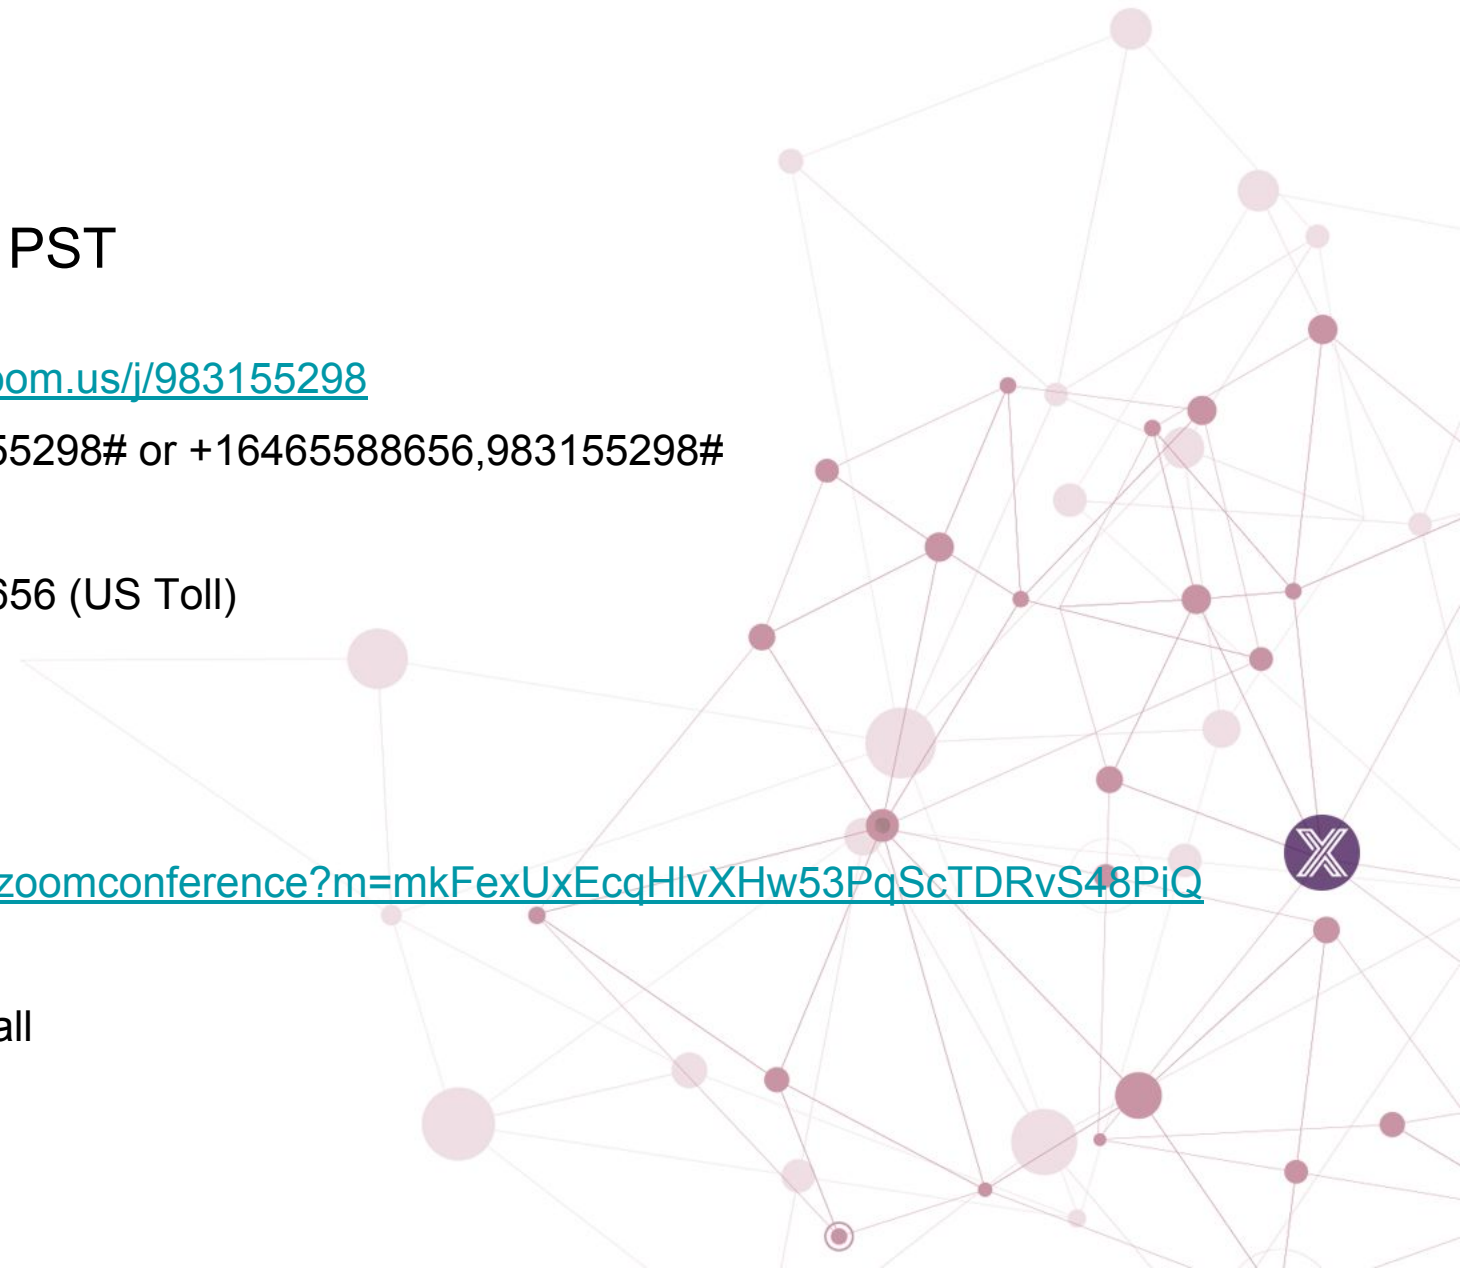 PST
oom.us/j/983155298
55298# or +16465588656,983155298#
656 (US Toll)
zoomconference?m=mkFexUxEcqHlvXHw53PqScTDRvS48PiQ
all